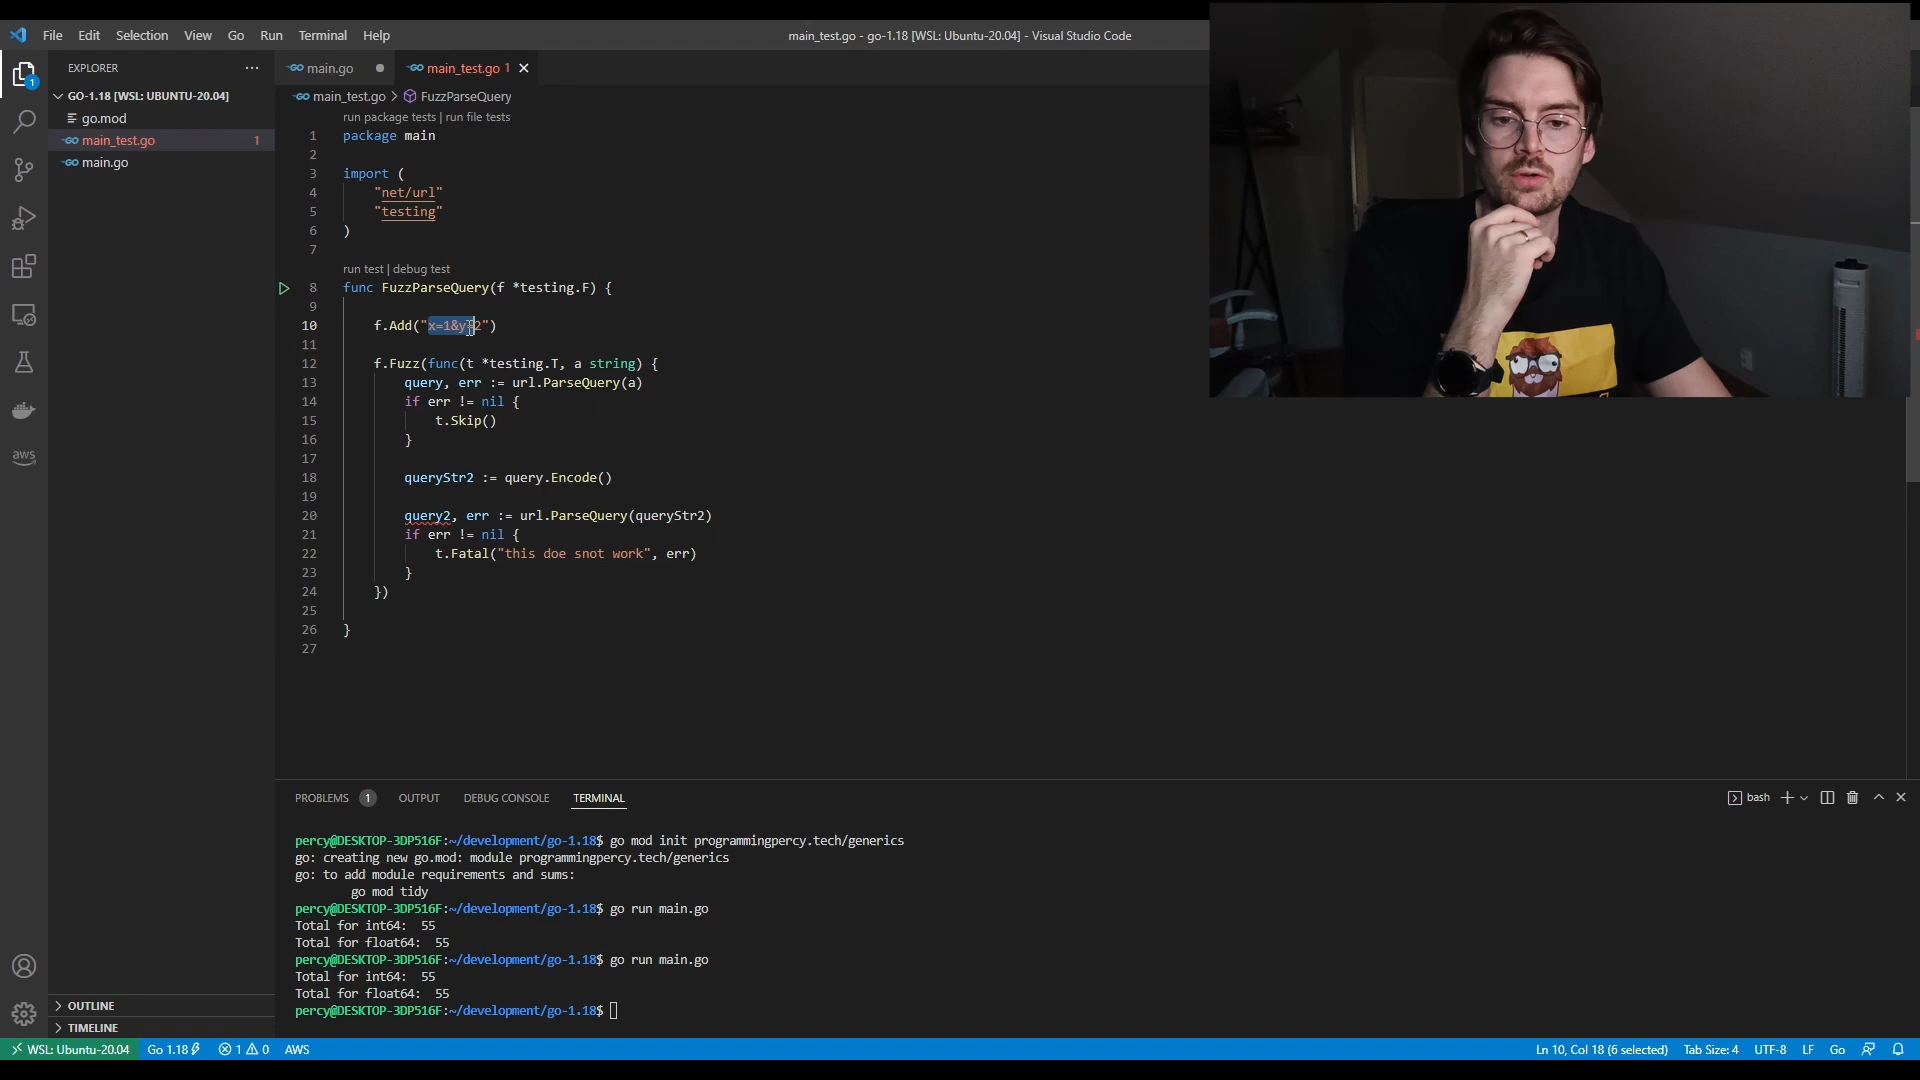 File Edit Selection View Go Run Terminal Help
main_test.go - go-1.18 [WSL: Ubuntu-20.04] - Visual Studio Code
EXPLORER
GO-1.18 [WSL: UBUNTU-20.04]
go.mod
main_test.go 1
main.go
OUTLINE
TIMELINE
1
aws
main.go
main_test.go 1
main_test.go > FuzzParseQuery
run package tests | run file tests
1 package main
2
3 import (
4 "net/url"
5 "testing"
6 )
7
run test | debug test
8 func FuzzParseQuery(f *testing.F) {
9
10 f.Add("x=1&y=2")
11
12 f.Fuzz(func(t *testing.T, a string) {
13 query, err := url.ParseQuery(a)
14 if err != nil {
15 t.Skip()
16 }
17
18 queryStr2 := query.Encode()
19
20 query2, err := url.ParseQuery(queryStr2)
21 if err != nil {
22 t.Fatal("this doe snot work", err)
23 }
24 })
25
26 }
27
PROBLEMS 1 OUTPUT DEBUG CONSOLE TERMINAL
bash
percy@DESKTOP-3DP516F:~/development/go-1.18$ go mod init programmingpercy.tech/generics
go: creating new go.mod: module programmingpercy.tech/generics
go: to add module requirements and sums:
go mod tidy
percy@DESKTOP-3DP516F:~/development/go-1.18$ go run main.go
Total for int64: 55
Total for float64: 55
percy@DESKTOP-3DP516F:~/development/go-1.18$ go run main.go
Total for int64: 55
Total for float64: 55
percy@DESKTOP-3DP516F:~/development/go-1.18$
WSL: Ubuntu-20.04 Go 1.18 1 0 AWS
Ln 10, Col 18 (6 selected) Tab Size: 4 UTF-8 LF Go